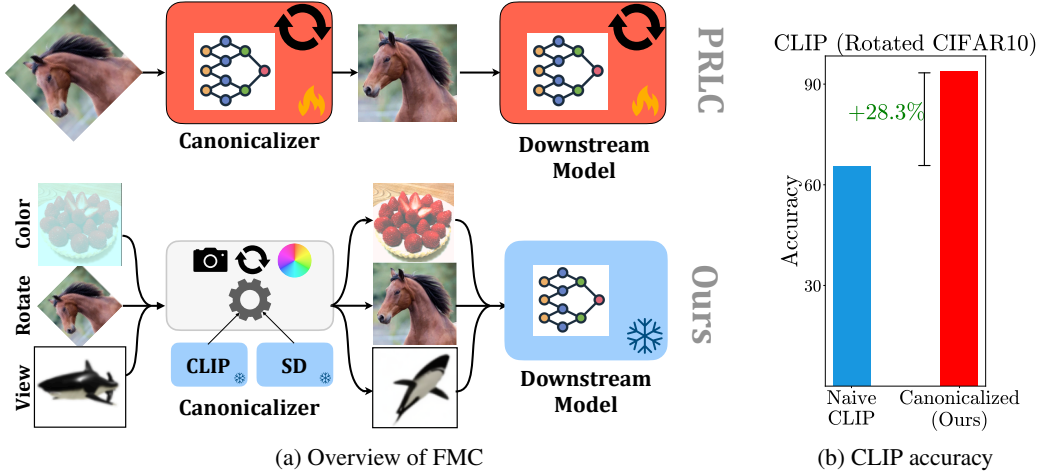 PRLC
Canonicalizer
Downstream
Model
Color
Rotate
View
CLIP
SD
Canonicalizer
Downstream
Model
Ours
(a) Overview of FMC
CLIP (Rotated CIFAR10)
Accuracy
90
60
30
+28.3%
Naive
CLIP
Canonicalized
(Ours)
(b) CLIP accuracy